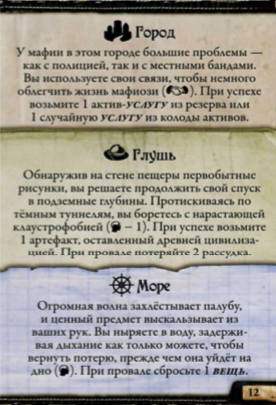 Город
У мафии в этом городе большие проблемы —
как с полицией, так и с местными бандами.
Вы используете свои связи, чтобы немного
облегчить жизнь мафиози (). При успехе
возьмите 1 актив-УСЛУГУ из резерва или
1 случайную УСЛУГУ из колоды активов.
Глушь
Обнаружив на стене пещеры первобытные
рисунки, вы решаете продолжить свой спуск
в подземные глубины. Протискиваясь по
тёмным туннелям, вы боретесь с нарастающей
клаустрофобией ( – 1). При успехе возьмите
1 артефакт, оставленный древней цивилиза-
цией. При провале потеряйте 2 рассудка.
Море
Огромная волна захлёстывает палубу,
и ценный предмет выскальзывает из
ваших рук. Вы ныряете в воду, задержи-
вая дыхание как только можете, чтобы
вернуть потерю, прежде чем она уйдёт на
дно (). При провале сбросьте 1 ВЕЩЬ.
12